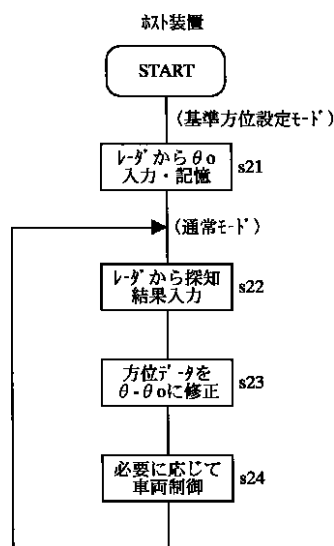 ﾎｽﾄ装置
START
(基準方位設定ﾓｰﾄﾞ)
ﾚｰﾀﾞからθo
入力・記憶
s21
(通常ﾓｰﾄﾞ)
ﾚｰﾀﾞから探知
結果入力
s22
方位ﾃﾞｰﾀを
θ-θoに修正
s23
必要に応じて
車両制御
s24